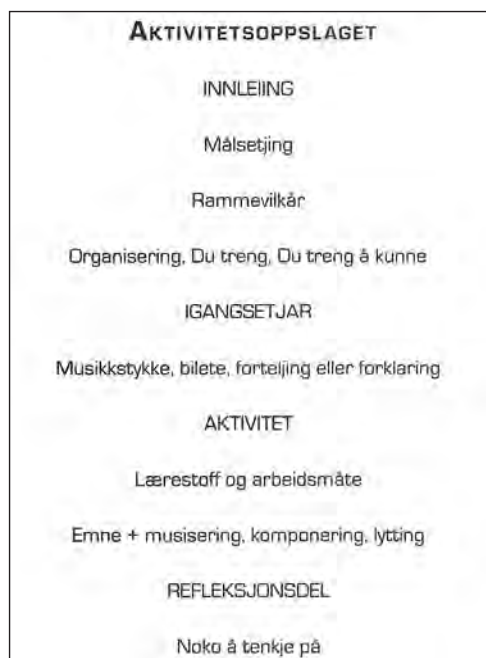 AKTIVITETSOPPSLAGET
INNLEIING
Målsetjing
Rammevilkår
Organisering, Du treng, Du treng å kunne
IGANGSETJAR
Musikkstykke, bilete, forteljing eller forklaring
AKTIVITET
Lærestoff og arbeidsmåte
Emne + musisering, komponering, lytting
REFLEKSJONSDEL
Noko å tenkje på